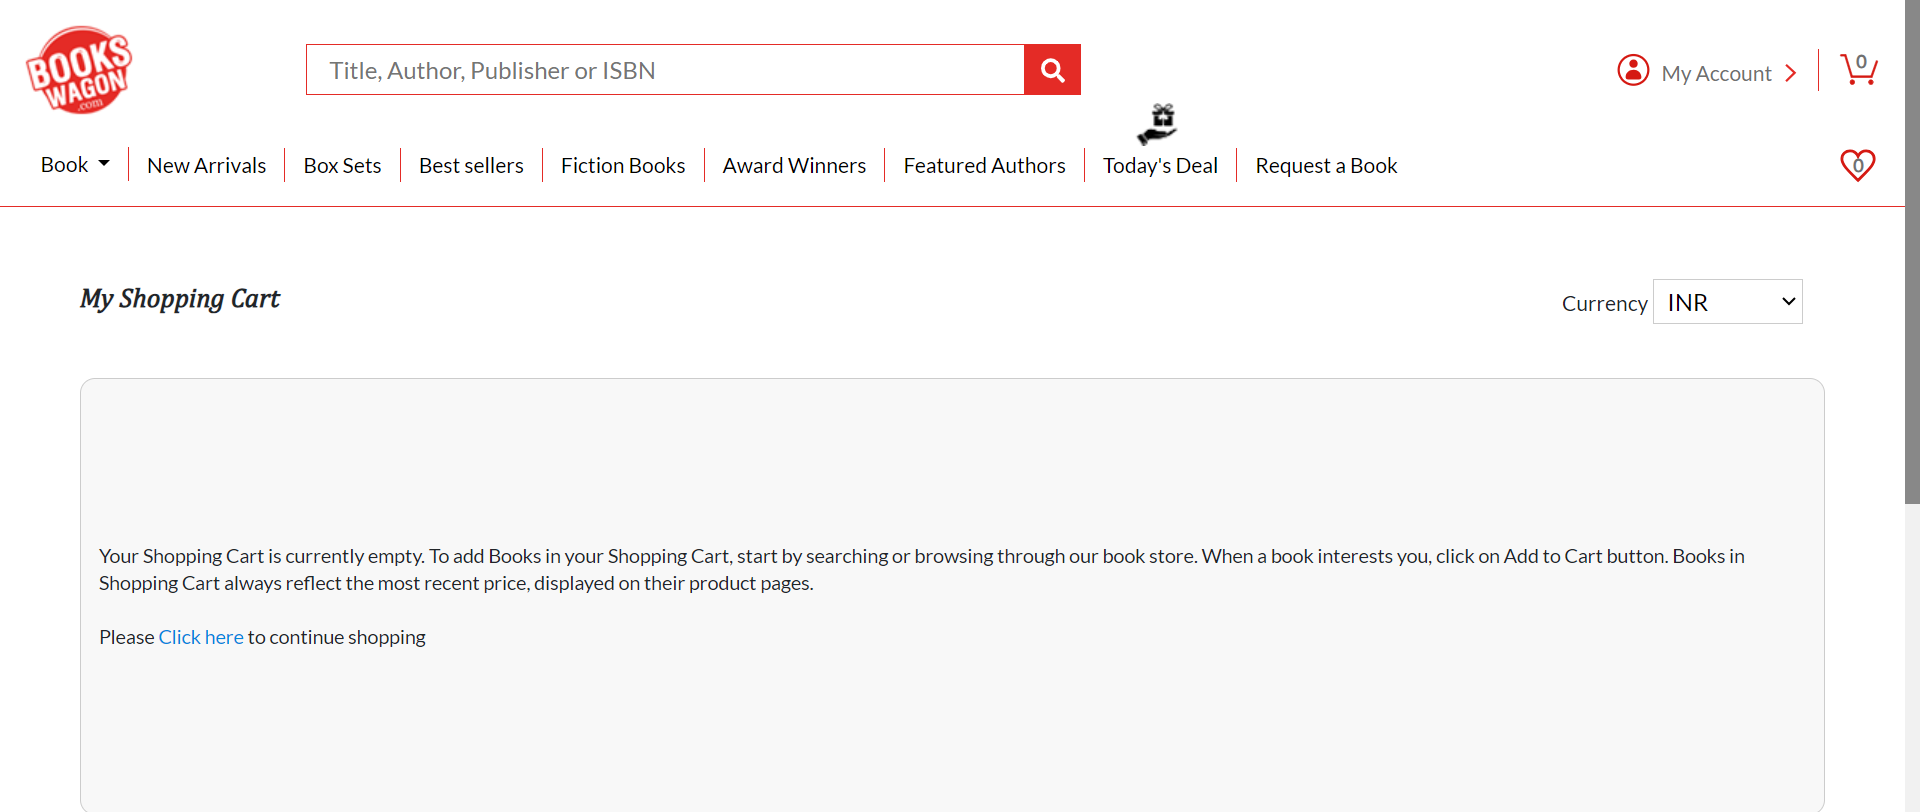 BOOKS
WAGON
.com
Title, Author, Publisher or ISBN
My Account
0
Book
New Arrivals
Box Sets
Best sellers
Fiction Books
Award Winners
Featured Authors
Today's Deal
Request a Book
0
My Shopping Cart
Currency
INR
Your Shopping Cart is currently empty. To add Books in your Shopping Cart, start by searching or browsing through our book store. When a book interests you, click on Add to Cart button. Books in
Shopping Cart always reflect the most recent price, displayed on their product pages.
Please Click here to continue shopping